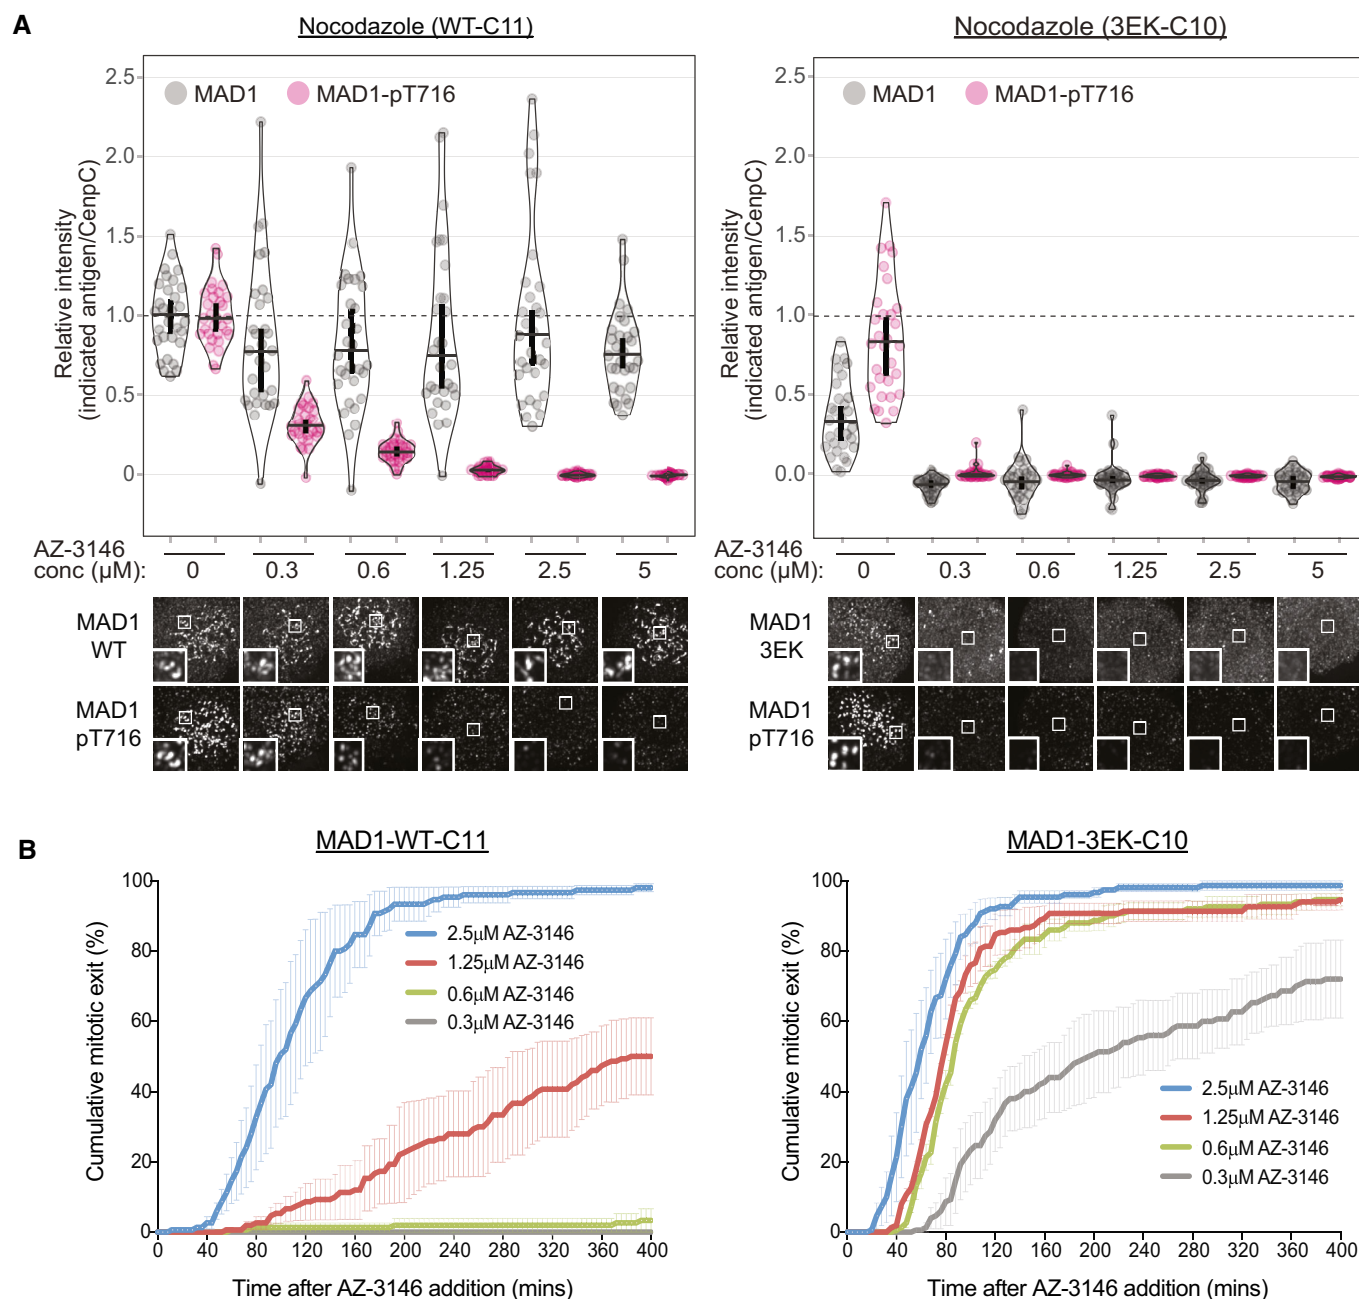 A
Nocodazole (WT-C11)
Nocodazole (3EK-C10)
MAD1
MAD1-pT716
2.5
2.0
1.5
1.0
0.5
0
Relative intensity
(indicated antigen/CenpC)
AZ-3146
conc (μM):
0
0.3
0.6
1.25
2.5
5
MAD1
MAD1-pT716
2.5
2.0
1.5
1.0
0.5
0.0
Relative intensity
(indicated antigen/CenpC)
AZ-3146
conc (μM):
0
0.3
0.6
1.25
2.5
5
MAD1
WT
MAD1
pT716
MAD1
3EK
MAD1
pT716
B
MAD1-WT-C11
100
80
60
40
20
0
Cumulative mitotic exit (%)
2.5μM AZ-3146
1.25μM AZ-3146
0.6μM AZ-3146
0.3μM AZ-3146
0 40 80 120 160 200 240 280 320 360 400
Time after AZ-3146 addition (mins)
MAD1-3EK-C10
100
80
60
40
20
0
Cumulative mitotic exit (%)
2.5μM AZ-3146
1.25μM AZ-3146
0.6μM AZ-3146
0.3μM AZ-3146
0 40 80 120 160 200 240 280 320 360 400
Time after AZ-3146 addition (mins)